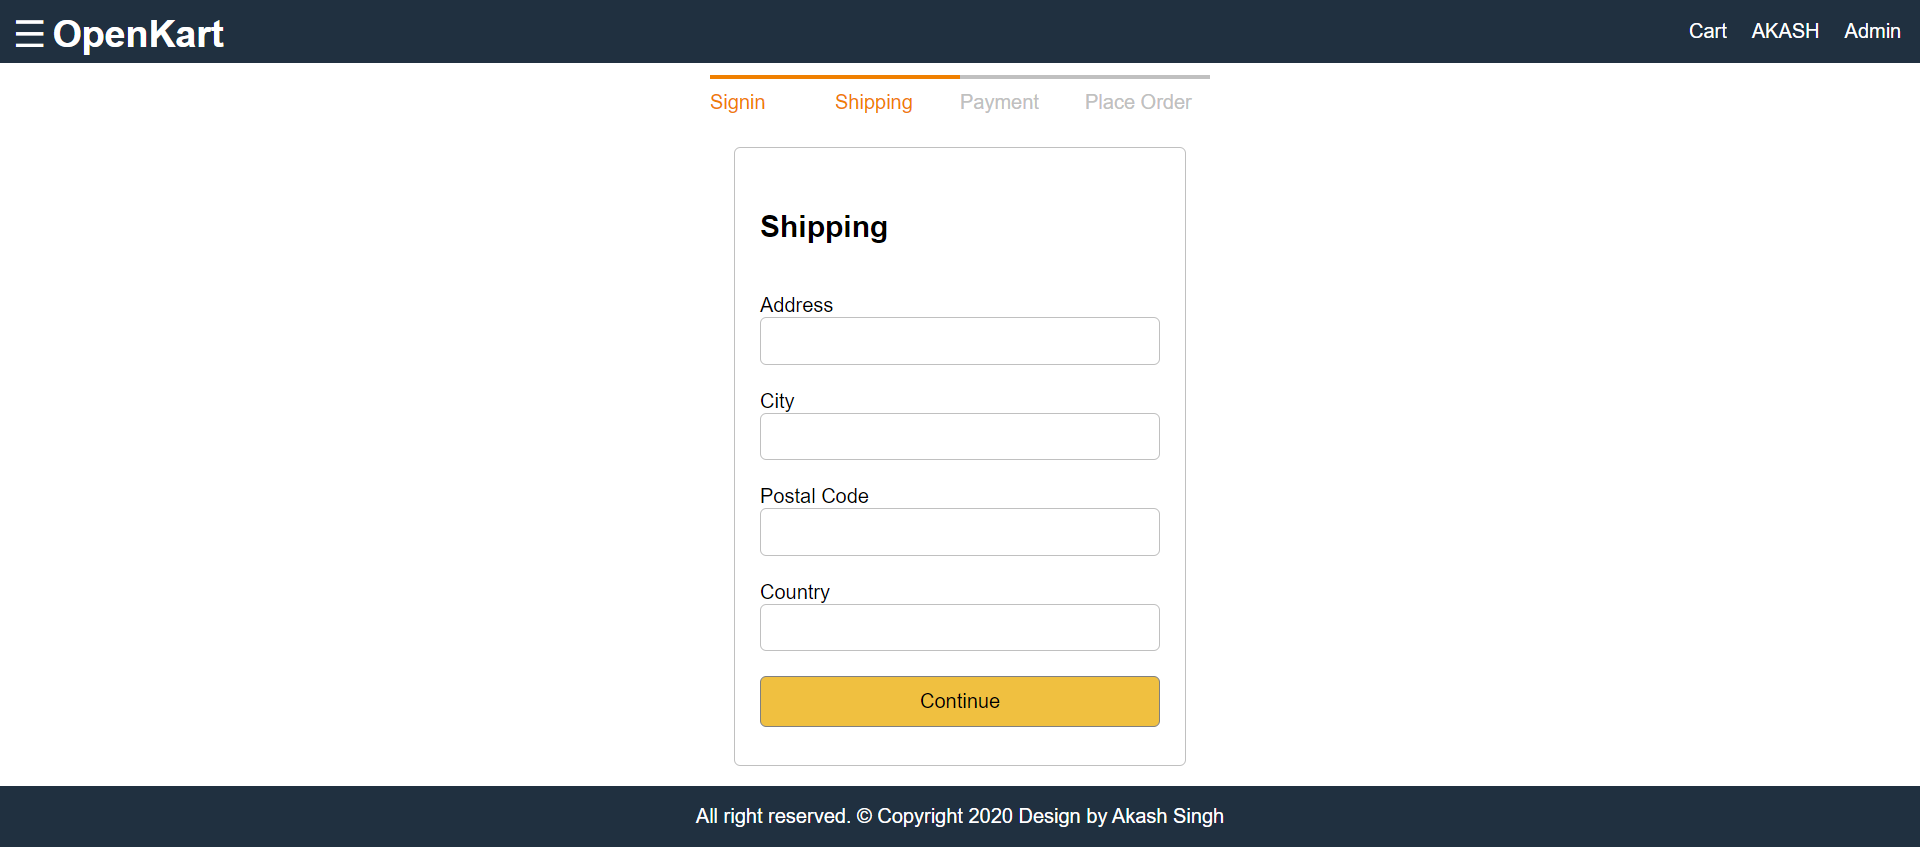 ☰ OpenKart
Cart AKASH Admin
Signin Shipping Payment Place Order
Shipping
Address
City
Postal Code
Country
Continue
All right reserved. © Copyright 2020 Design by Akash Singh